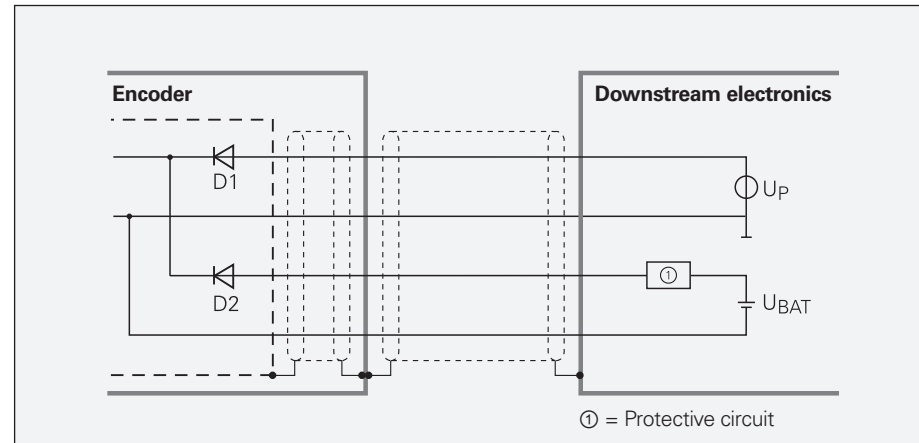 Encoder
Downstream electronics
D1
UP
D2
①
UBAT
① = Protective circuit